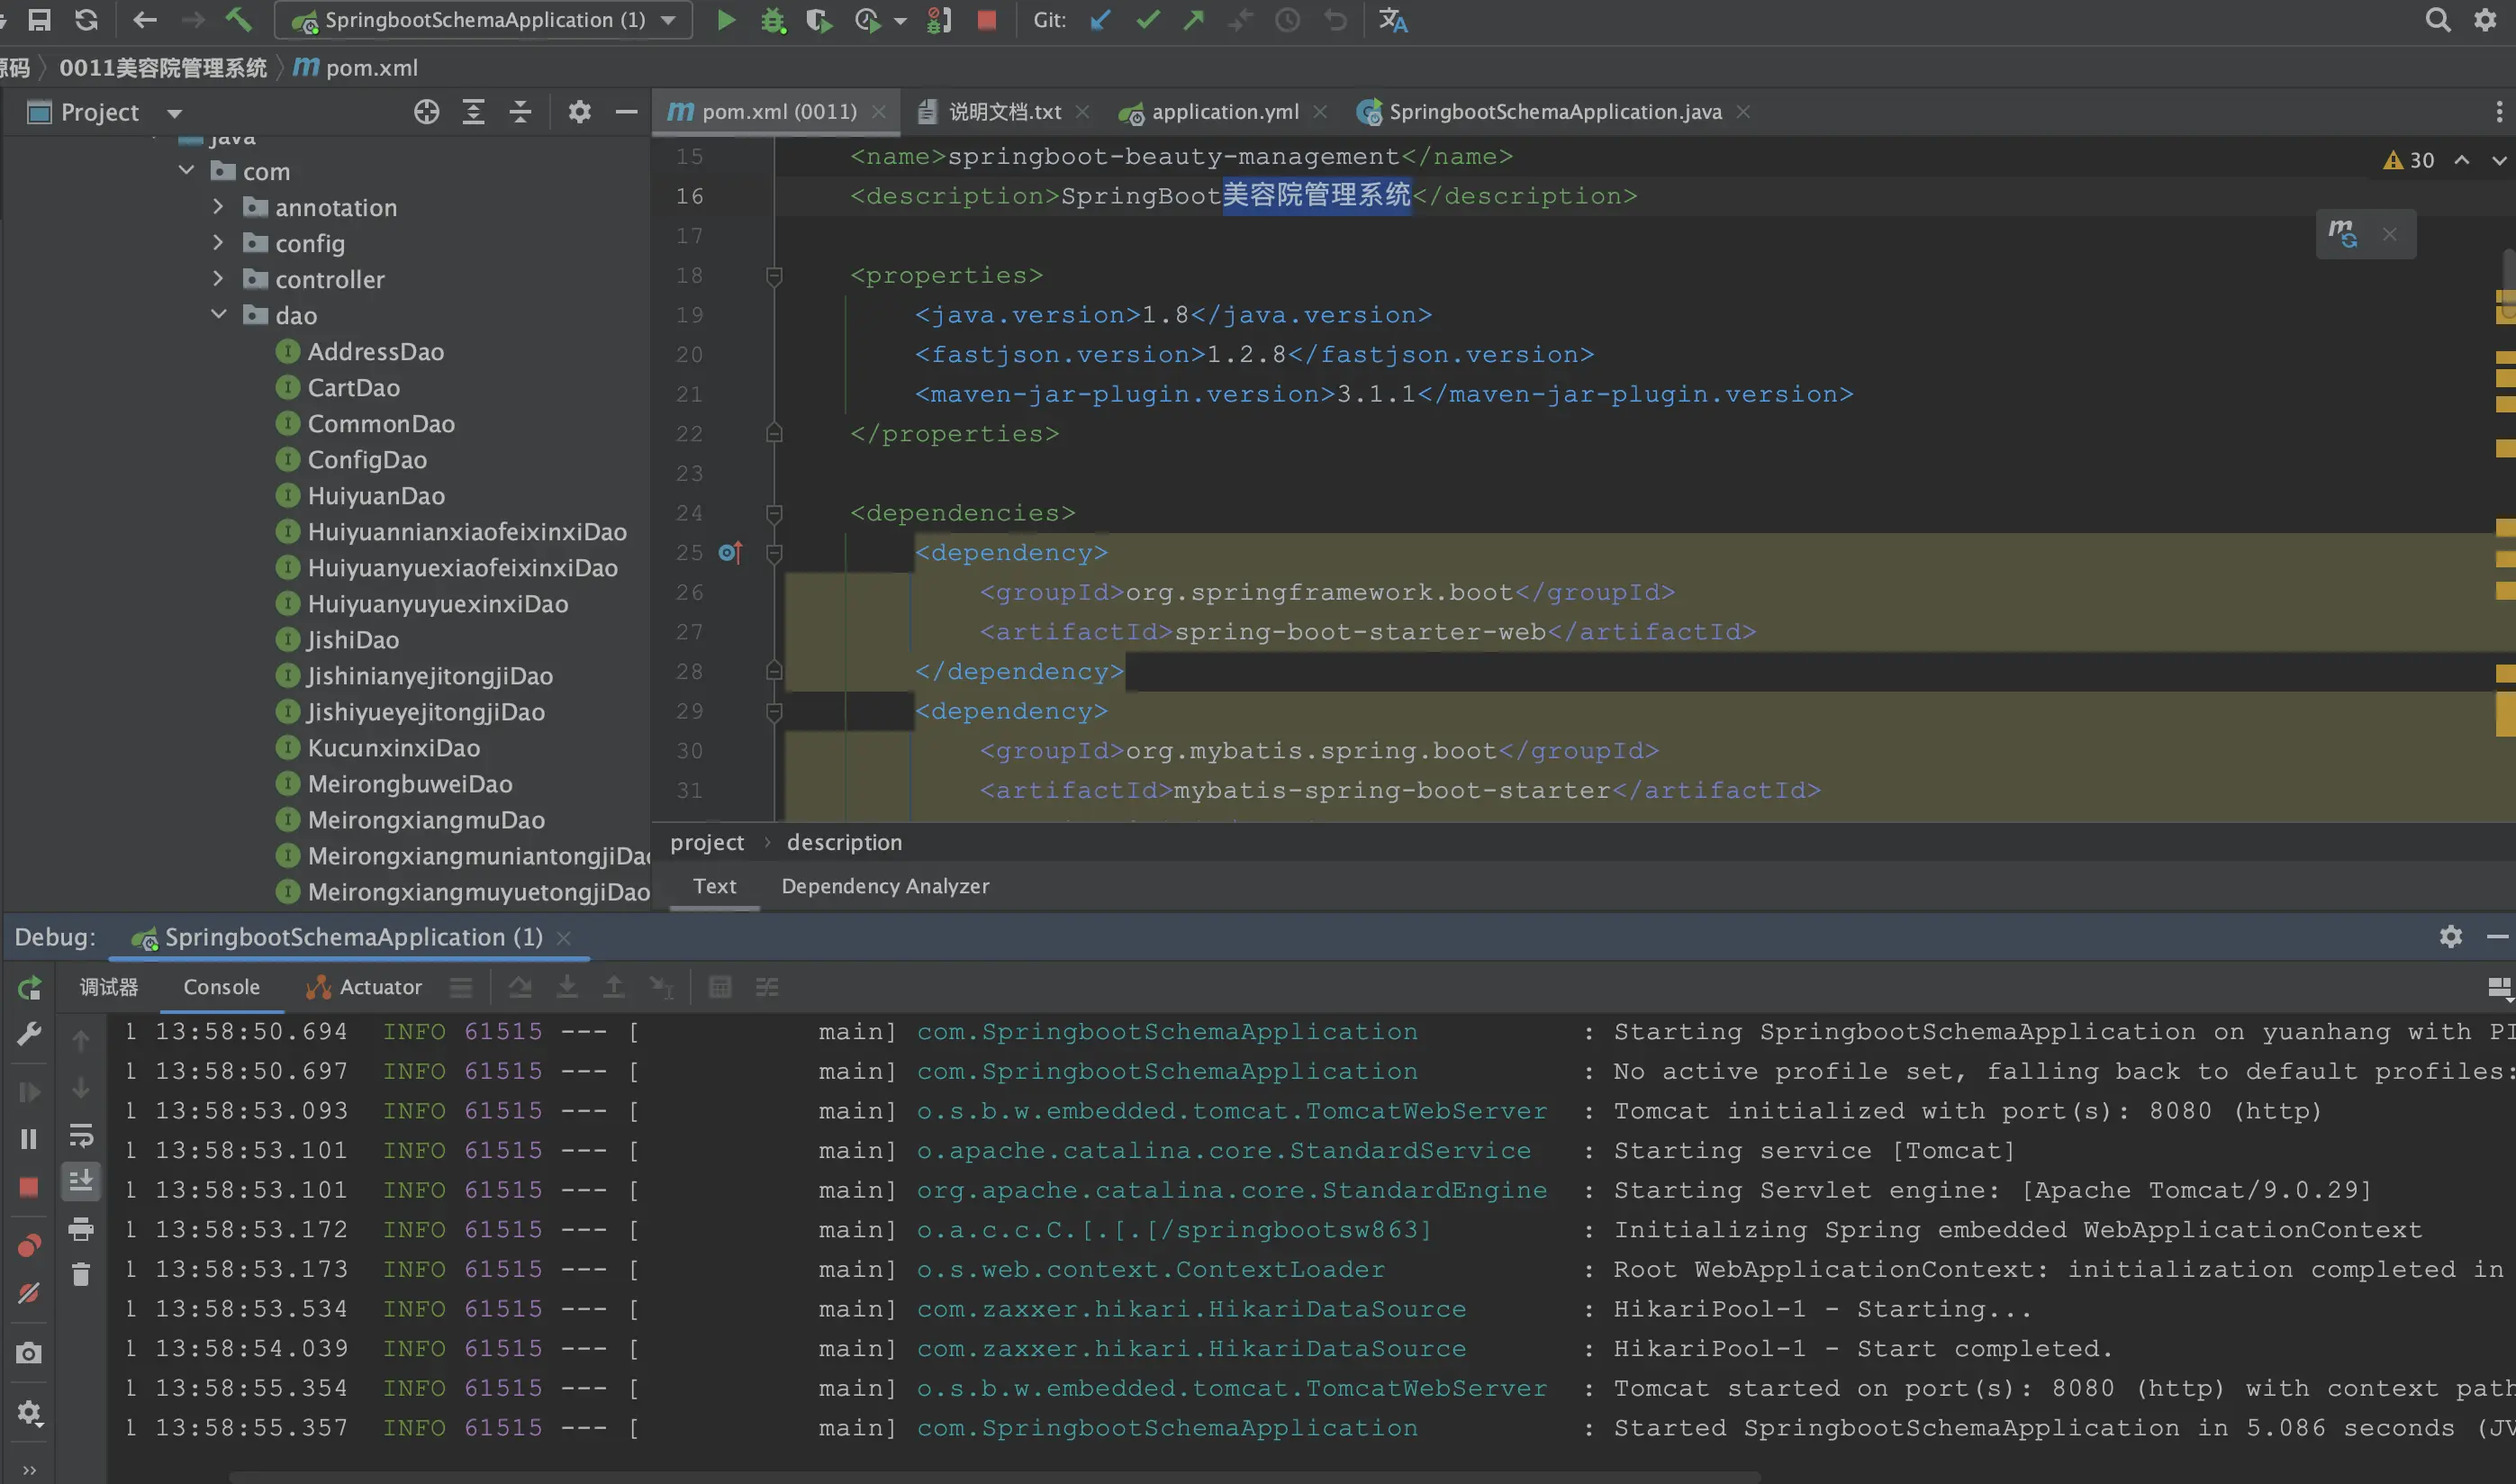 SpringbootSchemaApplication (1)
Git:
源码 〉 0011美容院管理系统 〉 pom.xml
Project
pom.xml (0011)
说明文档.txt
application.yml
SpringbootSchemaApplication.java
java
com
annotation
config
controller
dao
AddressDao
CartDao
CommonDao
ConfigDao
HuiyuanDao
HuiyuannianxiaofeixinxiDao
HuiyuanyuexiaofeixinxiDao
HuiyuanyuyuexinxiDao
JishiDao
JishinianyejitongjiDao
JishiyueyejitongjiDao
KucunxinxiDao
MeirongbuweiDao
MeirongxiangmuDao
MeirongxiangmuniantongjiDao
MeirongxiangmuyuetongjiDao
30
15 <name>springboot-beauty-management</name>
16 <description>SpringBoot美容院管理系统</description>
17
18 <properties>
19 <java.version>1.8</java.version>
20 <fastjson.version>1.2.8</fastjson.version>
21 <maven-jar-plugin.version>3.1.1</maven-jar-plugin.version>
22 </properties>
23
24 <dependencies>
25 <dependency>
26 <groupId>org.springframework.boot</groupId>
27 <artifactId>spring-boot-starter-web</artifactId>
28 </dependency>
29 <dependency>
30 <groupId>org.mybatis.spring.boot</groupId>
31 <artifactId>mybatis-spring-boot-starter</artifactId>
project › description
Text Dependency Analyzer
Debug: SpringbootSchemaApplication (1)
调试器 Console Actuator
l 13:58:50.694 INFO 61515 --- [ main] com.SpringbootSchemaApplication : Starting SpringbootSchemaApplication on yuanhang with PI
l 13:58:50.697 INFO 61515 --- [ main] com.SpringbootSchemaApplication : No active profile set, falling back to default profiles:
l 13:58:53.093 INFO 61515 --- [ main] o.s.b.w.embedded.tomcat.TomcatWebServer : Tomcat initialized with port(s): 8080 (http)
l 13:58:53.101 INFO 61515 --- [ main] o.apache.catalina.core.StandardService : Starting service [Tomcat]
l 13:58:53.101 INFO 61515 --- [ main] org.apache.catalina.core.StandardEngine : Starting Servlet engine: [Apache Tomcat/9.0.29]
l 13:58:53.172 INFO 61515 --- [ main] o.a.c.c.C.[.[.[/springbootsw863] : Initializing Spring embedded WebApplicationContext
l 13:58:53.173 INFO 61515 --- [ main] o.s.web.context.ContextLoader : Root WebApplicationContext: initialization completed in
l 13:58:53.534 INFO 61515 --- [ main] com.zaxxer.hikari.HikariDataSource : HikariPool-1 - Starting...
l 13:58:54.039 INFO 61515 --- [ main] com.zaxxer.hikari.HikariDataSource : HikariPool-1 - Start completed.
l 13:58:55.354 INFO 61515 --- [ main] o.s.b.w.embedded.tomcat.TomcatWebServer : Tomcat started on port(s): 8080 (http) with context path
l 13:58:55.357 INFO 61515 --- [ main] com.SpringbootSchemaApplication : Started SpringbootSchemaApplication in 5.086 seconds (JV